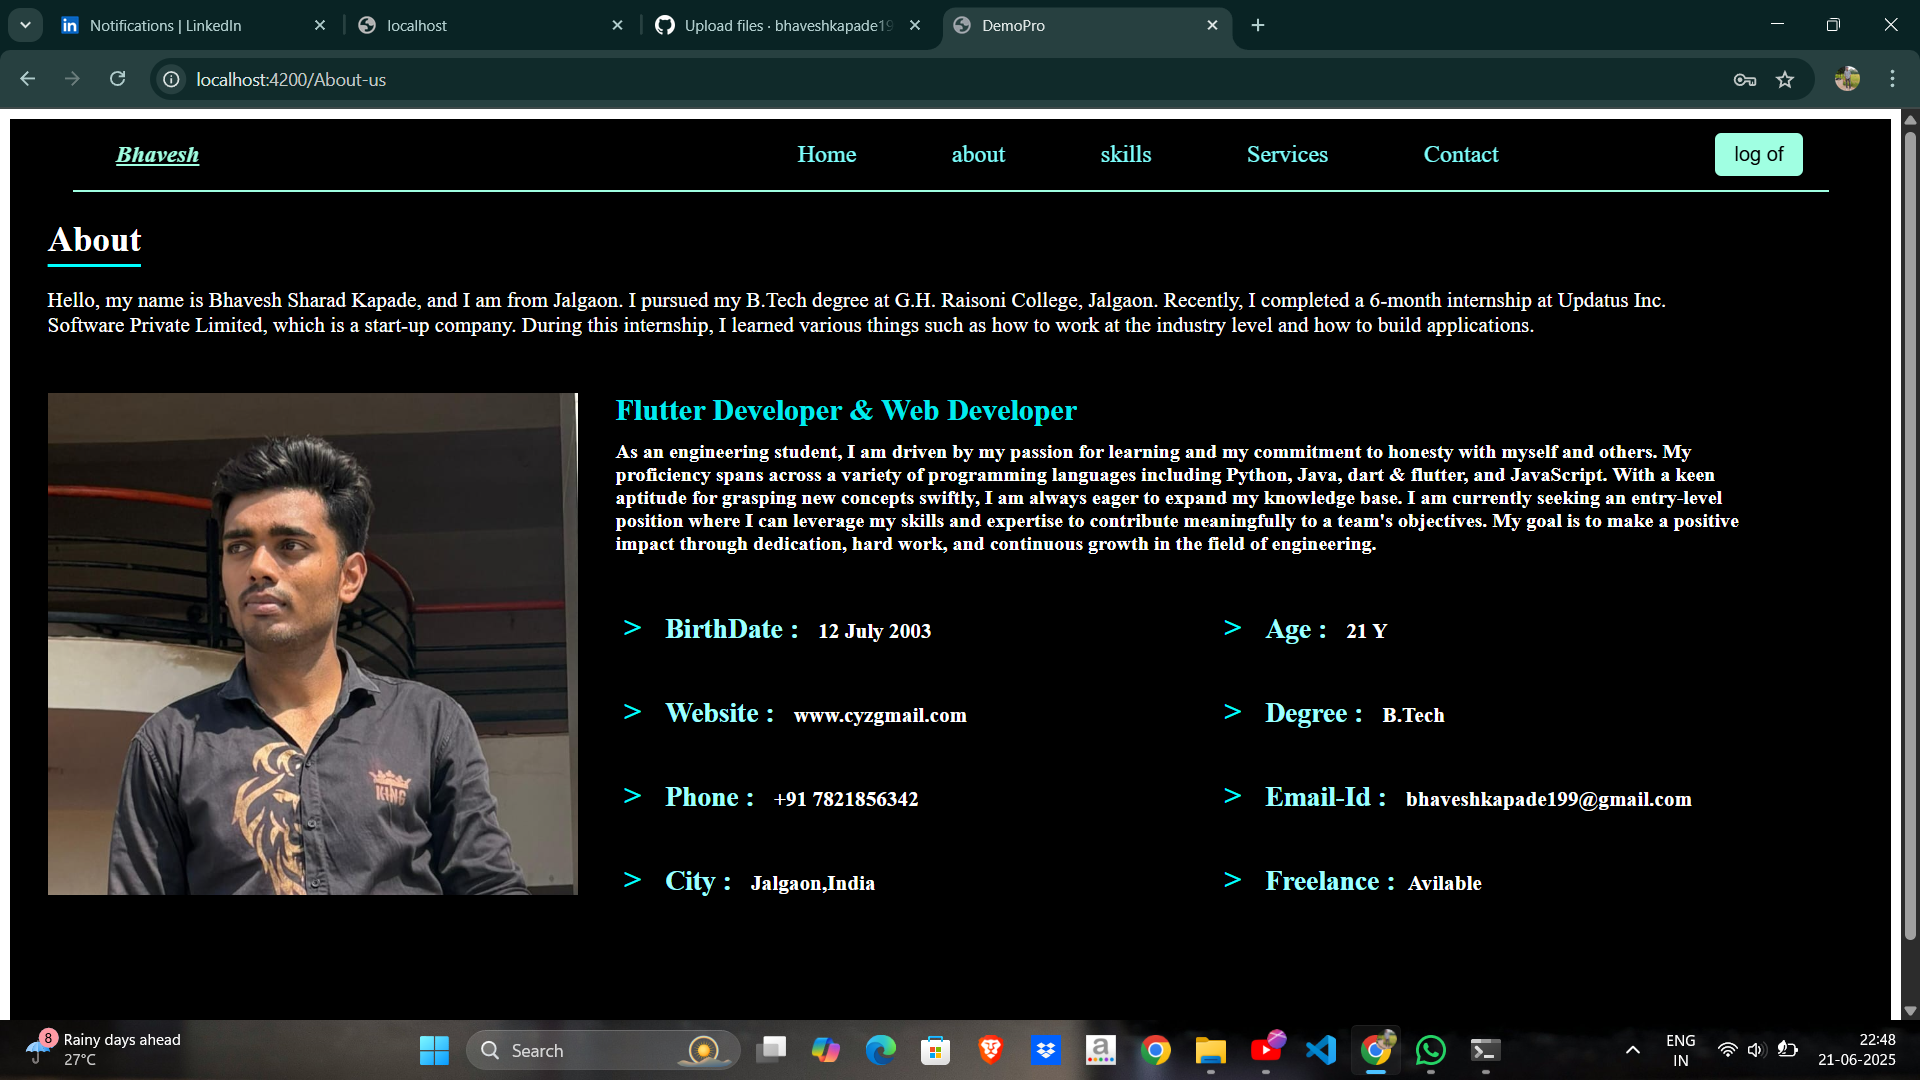 Notifications | LinkedIn
localhost
Upload files · bhaveshkapade19
DemoPro
localhost:4200/About-us
Bhavesh
Home
about
skills
Services
Contact
log of
About
Hello, my name is Bhavesh Sharad Kapade, and I am from Jalgaon. I pursued my B.Tech degree at G.H. Raisoni College, Jalgaon. Recently, I completed a 6-month internship at Updatus Inc.
Software Private Limited, which is a start-up company. During this internship, I learned various things such as how to work at the industry level and how to build applications.
Flutter Developer & Web Developer
As an engineering student, I am driven by my passion for learning and my commitment to honesty with myself and others. My
proficiency spans across a variety of programming languages including Python, Java, dart & flutter, and JavaScript. With a keen
aptitude for grasping new concepts swiftly, I am always eager to expand my knowledge base. I am currently seeking an entry-level
position where I can leverage my skills and expertise to contribute meaningfully to a team's objectives. My goal is to make a positive
impact through dedication, hard work, and continuous growth in the field of engineering.
> BirthDate : 12 July 2003
> Age : 21 Y
> Website : www.cyzgmail.com
> Degree : B.Tech
> Phone : +91 7821856342
> Email-Id : bhaveshkapade199@gmail.com
> City : Jalgaon,India
> Freelance : Avilable
KING
8
Rainy days ahead
27°C
Search
ENG
IN
22:48
21-06-2025